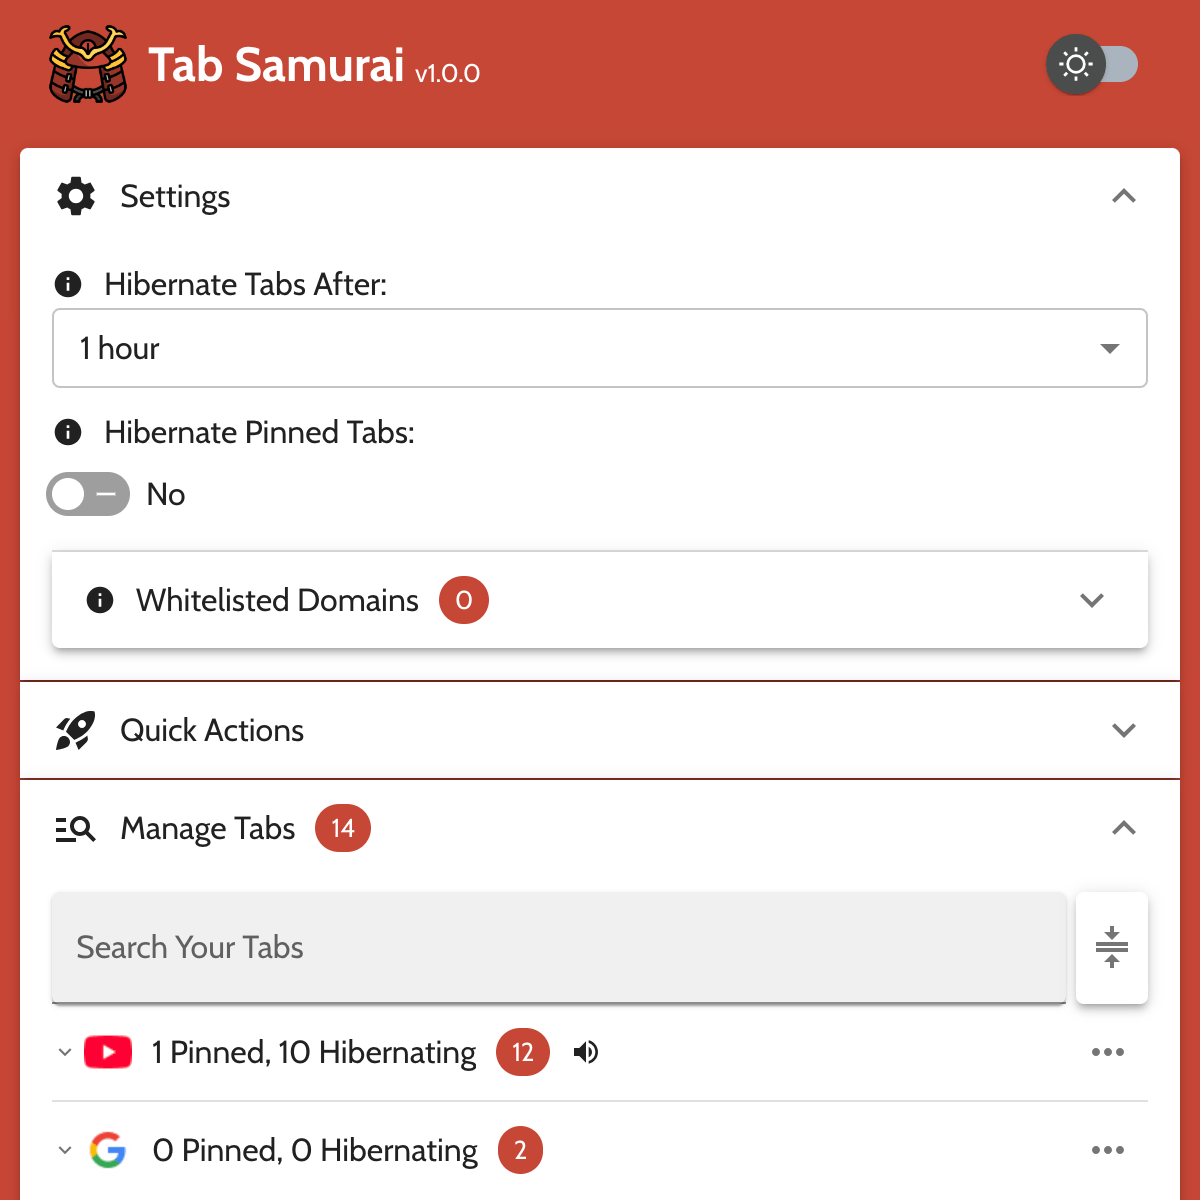 Tab Samurai v1.0.0
Settings
Hibernate Tabs After:
1 hour
Hibernate Pinned Tabs:
No
Whitelisted Domains 0
Quick Actions
Manage Tabs 14
Search Your Tabs
1 Pinned, 10 Hibernating 12
0 Pinned, 0 Hibernating 2